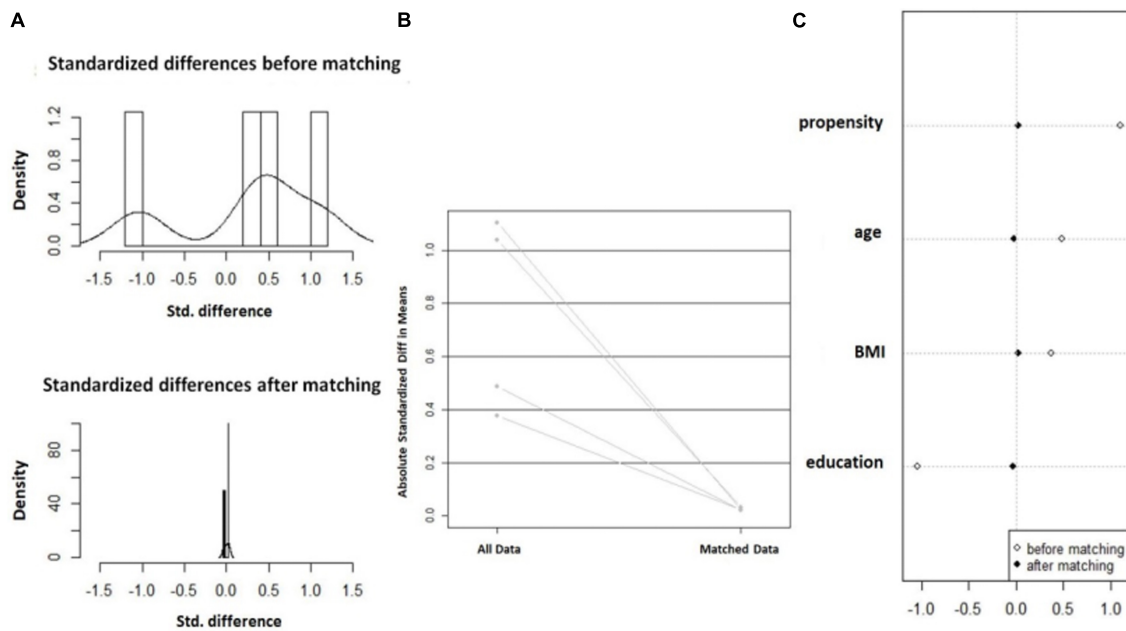 A
Standardized differences before matching
Density
0.0 0.4 0.8 1.2
-1.5 -1.0 -0.5 0.0 0.5 1.0 1.5
Std. difference
Standardized differences after matching
Density
0 40 80
-1.5 -1.0 -0.5 0.0 0.5 1.0 1.5
Std. difference
B
Absolute Standardized Diff in Means
0.0 0.2 0.4 0.6 0.8 1.0
All Data Matched Data
C
propensity
age
BMI
education
before matching
after matching
-1.0 -0.5 0.0 0.5 1.0